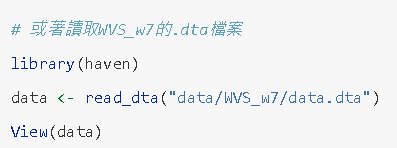 # 或著讀取WVS_w7的.dta檔案
library(haven)
data <- read_dta("data/WVS_w7/data.dta")
View(data)